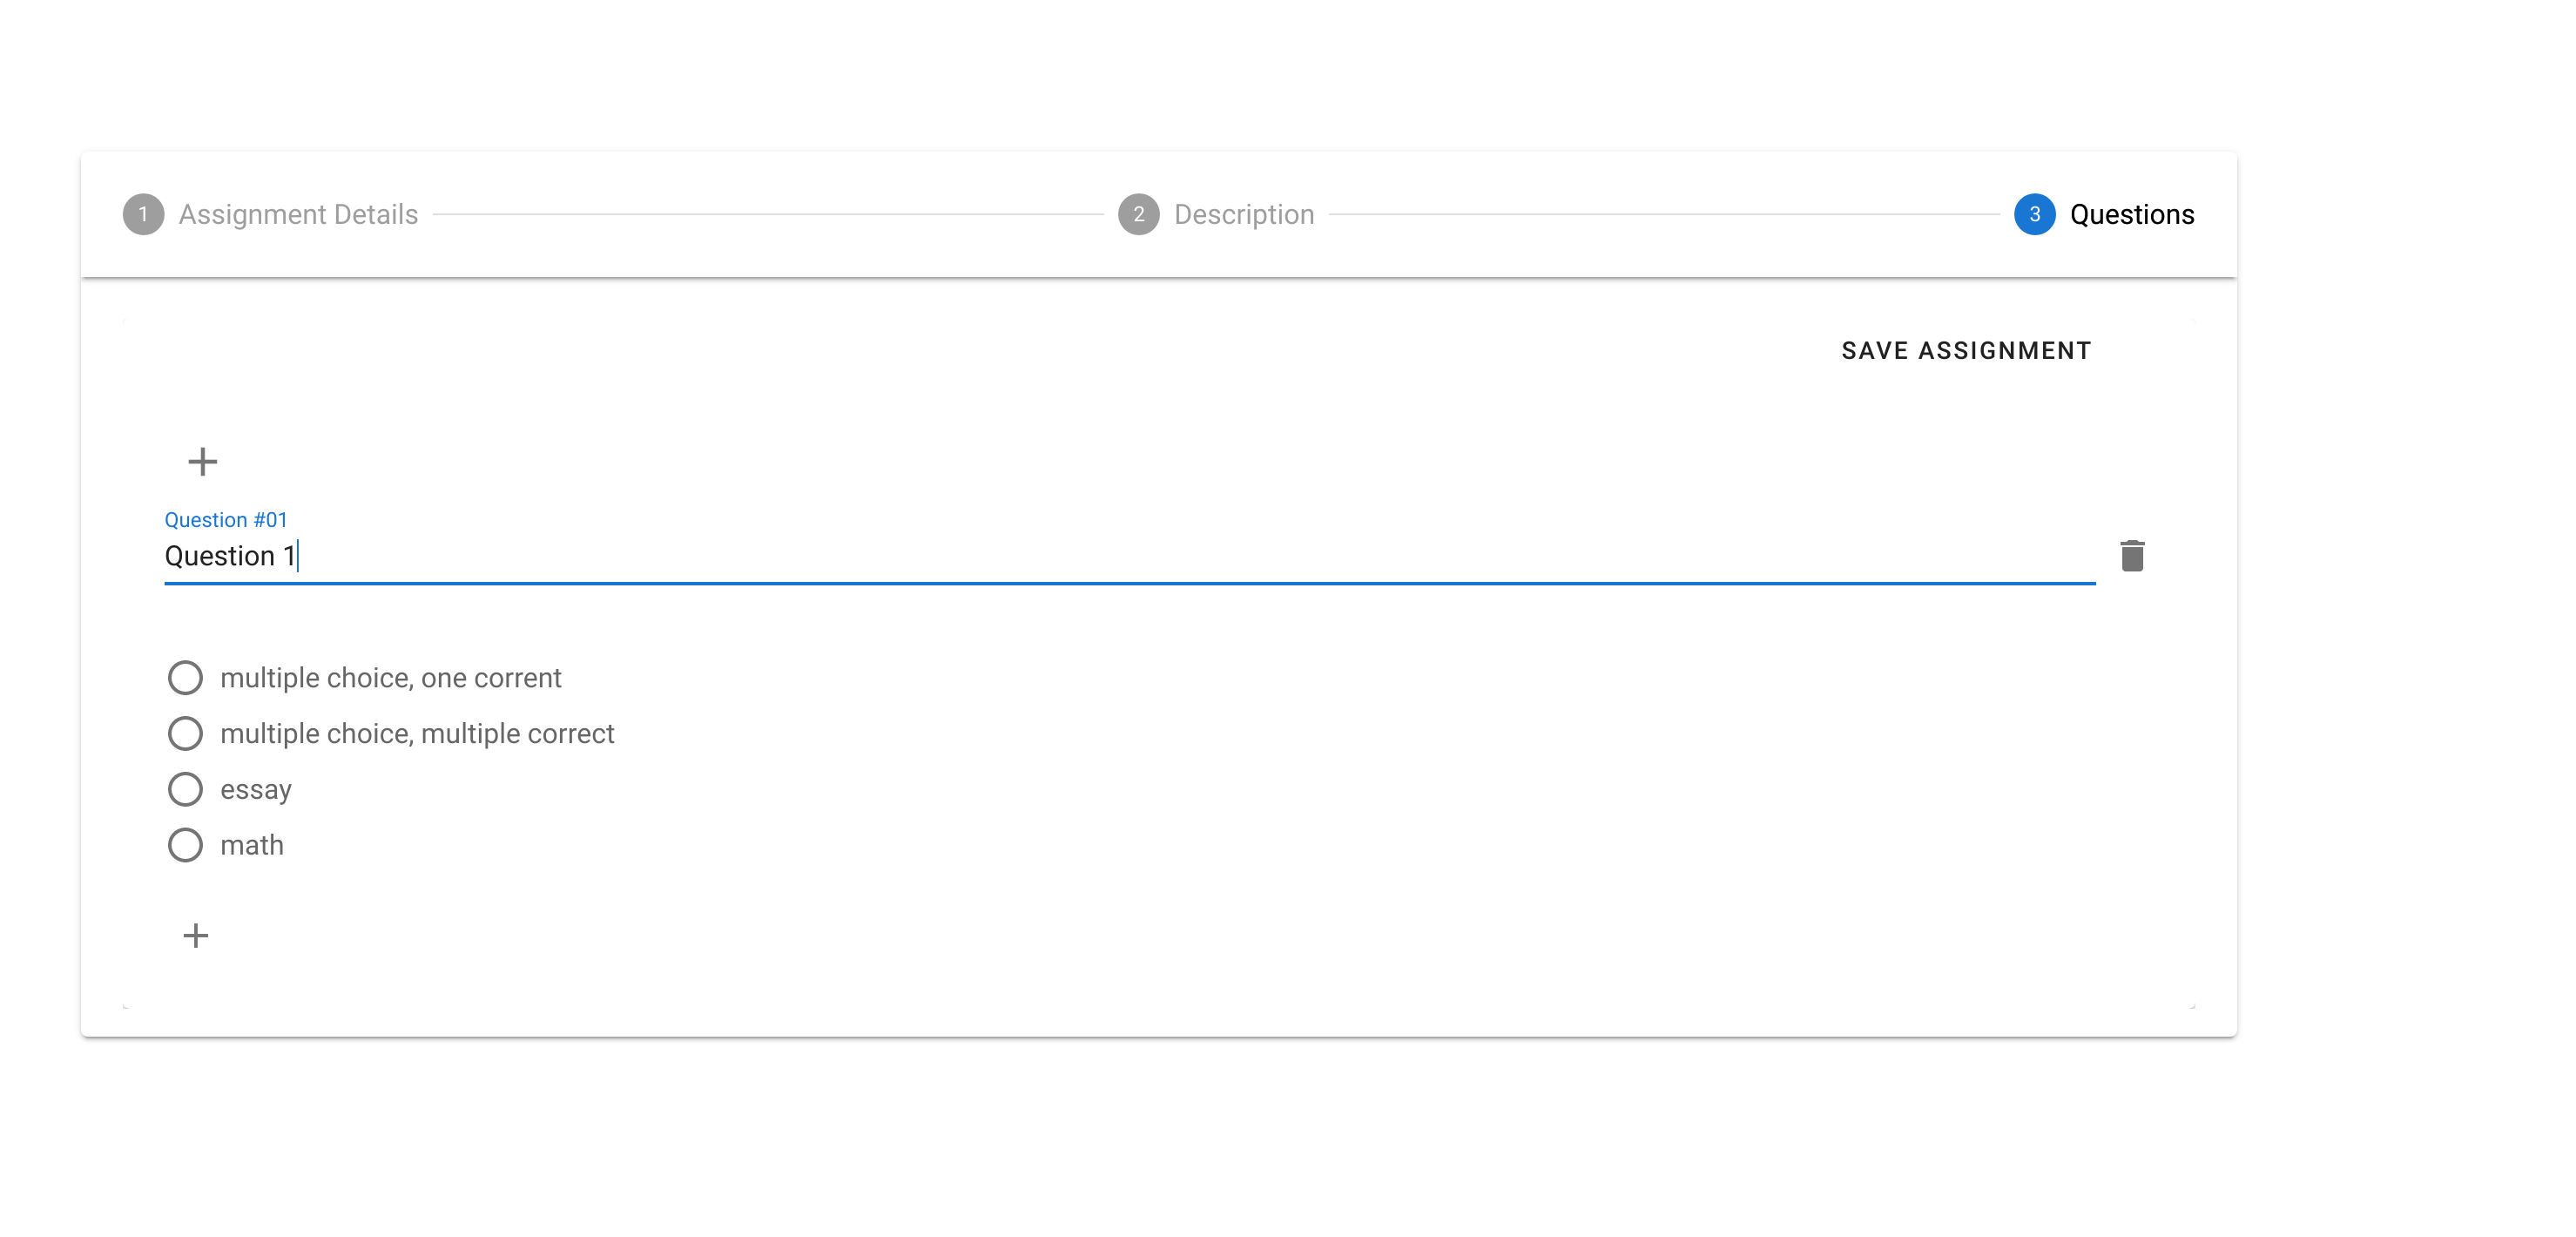 1 Assignment Details 2 Description 3 Questions
SAVE ASSIGNMENT
Question #01
Question 1
multiple choice, one corrent
multiple choice, multiple correct
essay
math